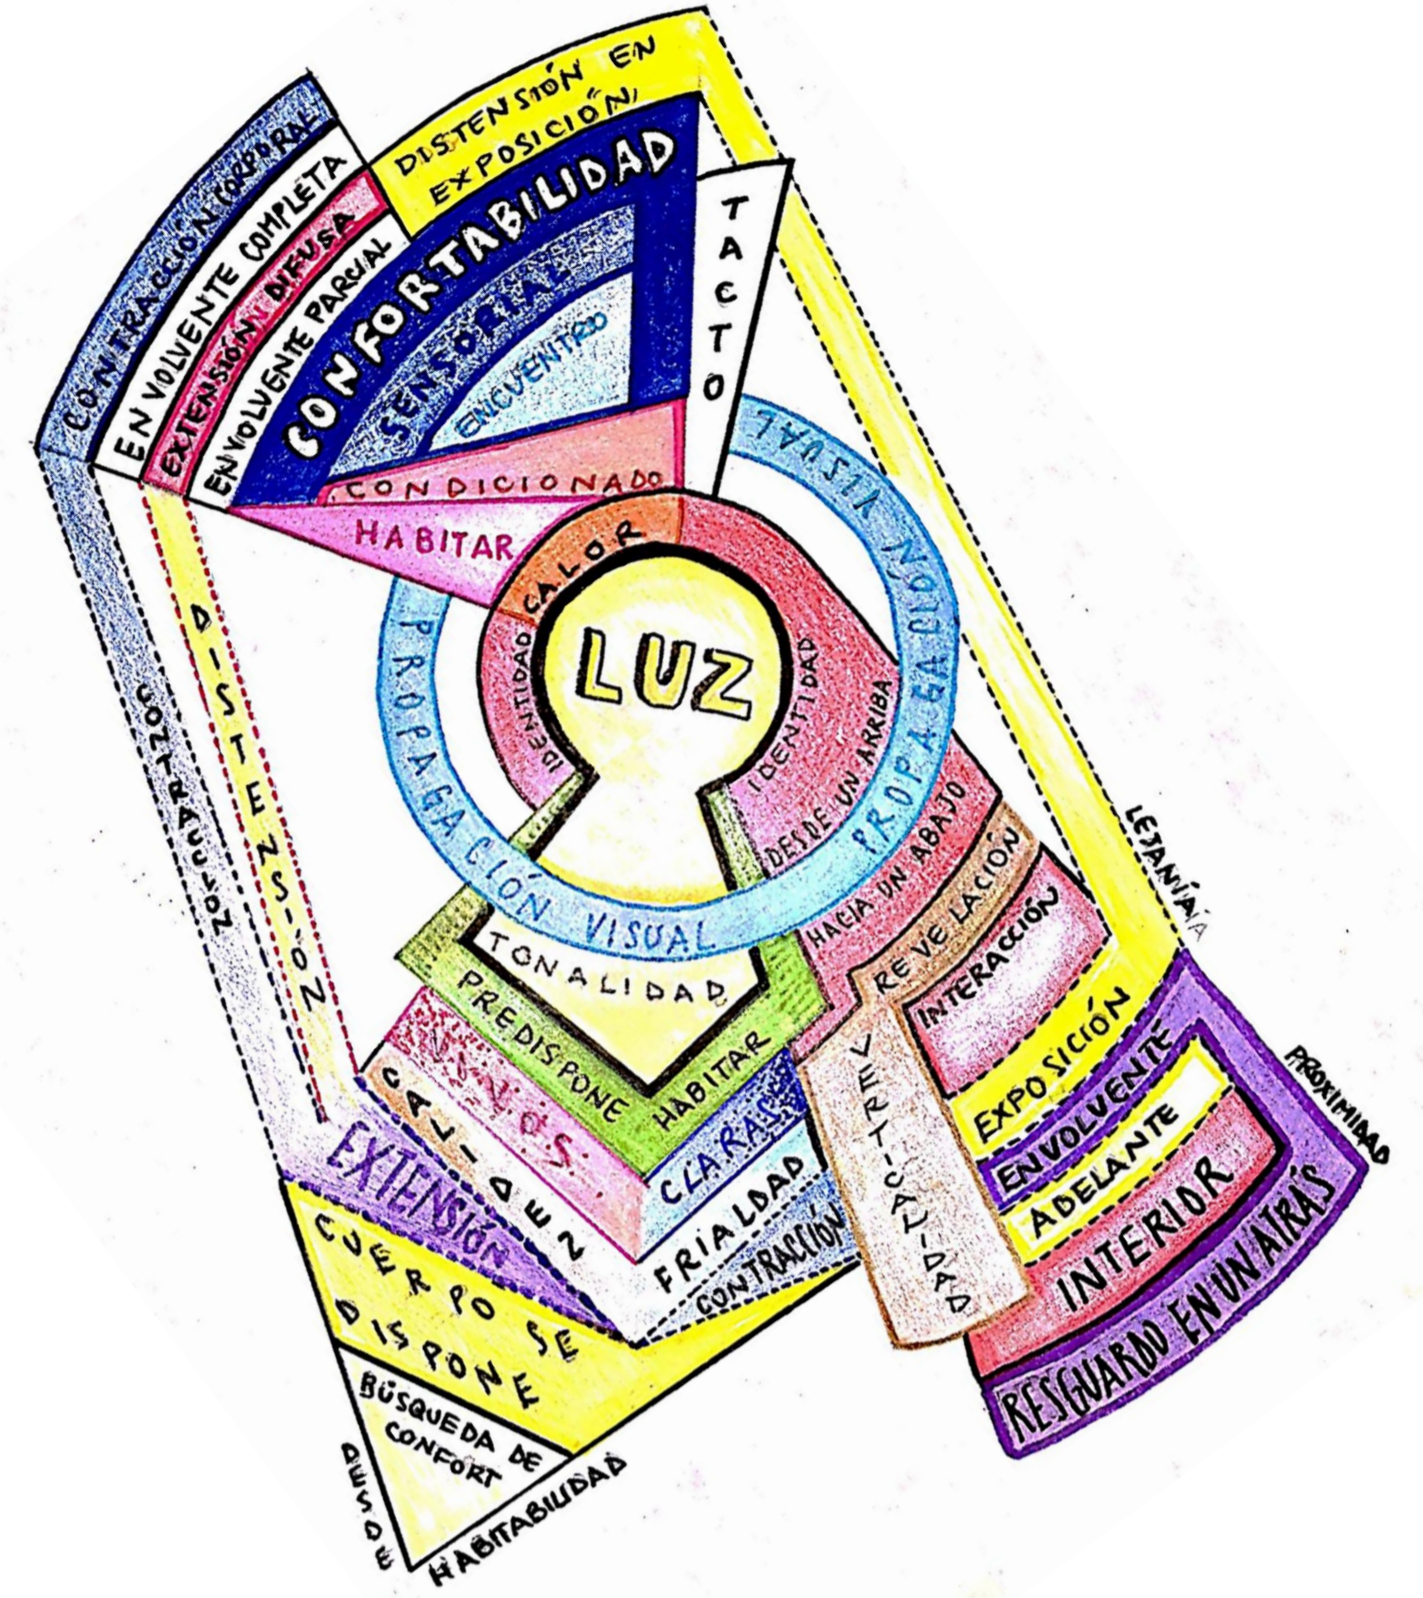 DISTENSIÓN EN
EXPOSICIÓN
CONTRACCIÓN CORPORAL
ENVOLVENTE COMPLETA
EXTENSIÓN DIFUSA
ENVOLVENTE PARCIAL
CONFORTABILIDAD
SENSORIAL
ENCUENTRO
TACTO
CONDICIONADO
HABITAR
CALOR
LUZ
IDENTIDAD
IDENTIDAD
PROPAGACIÓN VISUAL
PROPAGACIÓN VISUAL
DESDE UN ARRIBA
HACIA UN ABAJO
REVELACIÓN
INTERACCIÓN
VERTICALIDAD
LEJANÍA
EXPOSICIÓN
ENVOLVENTE
ADELANTE
INTERIOR
RESGUARDO EN UN ATRÁS
PROXIMIDAD
TONALIDAD
PREDISPONE
HABITAR
VIVOS
CLARAS
CALIDEZ
FRIALDAD
CONTRACCIÓN
CONTRACCIÓN
DISTENSIÓN
EXTENSIÓN
CUERPO SE
DISPONE
BÚSQUEDA DE
CONFORT
DESDE
HABITABILIDAD